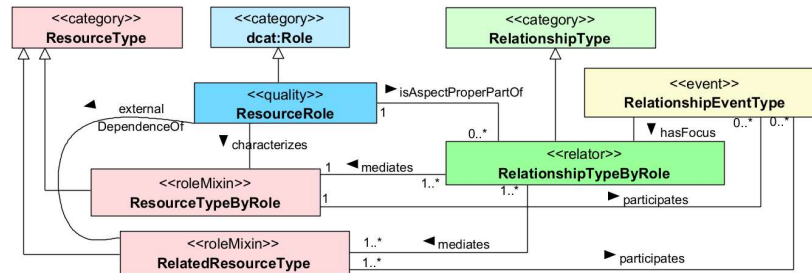 <<category>>
ResourceType
<<category>>
dcat:Role
<<category>>
RelationshipType
<<quality>>
ResourceRole
<<event>>
RelationshipEventType
external
DependenceOf
isAspectProperPartOf
1
0..*
characterizes
hasFocus
0..*
0..*
<<relator>>
RelationshipTypeByRole
<<roleMixin>>
ResourceTypeByRole
1
mediates
1..*
1..*
1
participates
<<roleMixin>>
RelatedResourceType
1..*
mediates
1..*
participates